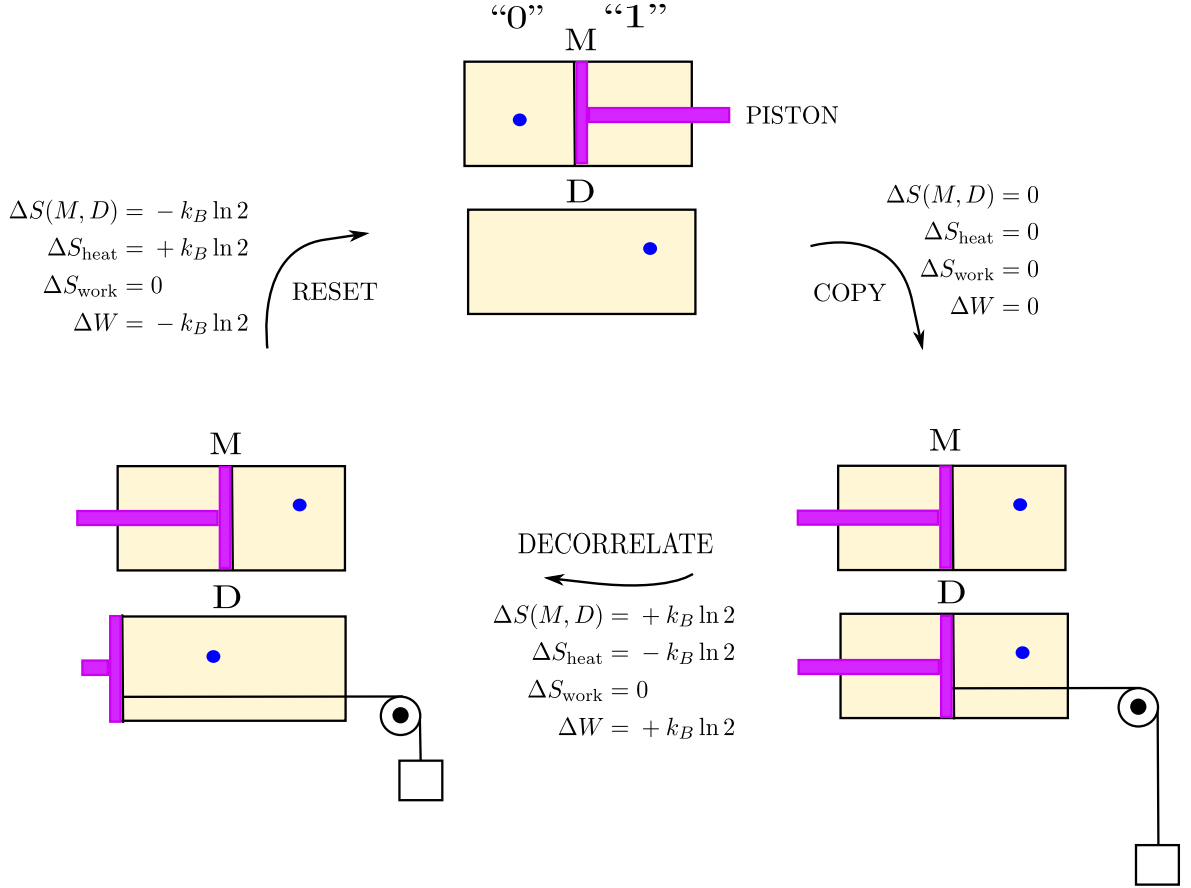 “0” “1”
M
PISTON
D
ΔS(M, D) = − k_B ln 2
ΔS_heat = + k_B ln 2
ΔS_work = 0
ΔW = − k_B ln 2
RESET
ΔS(M, D) = 0
ΔS_heat = 0
ΔS_work = 0
ΔW = 0
COPY
M
D
M
D
DECORRELATE
ΔS(M, D) = + k_B ln 2
ΔS_heat = − k_B ln 2
ΔS_work = 0
ΔW = + k_B ln 2